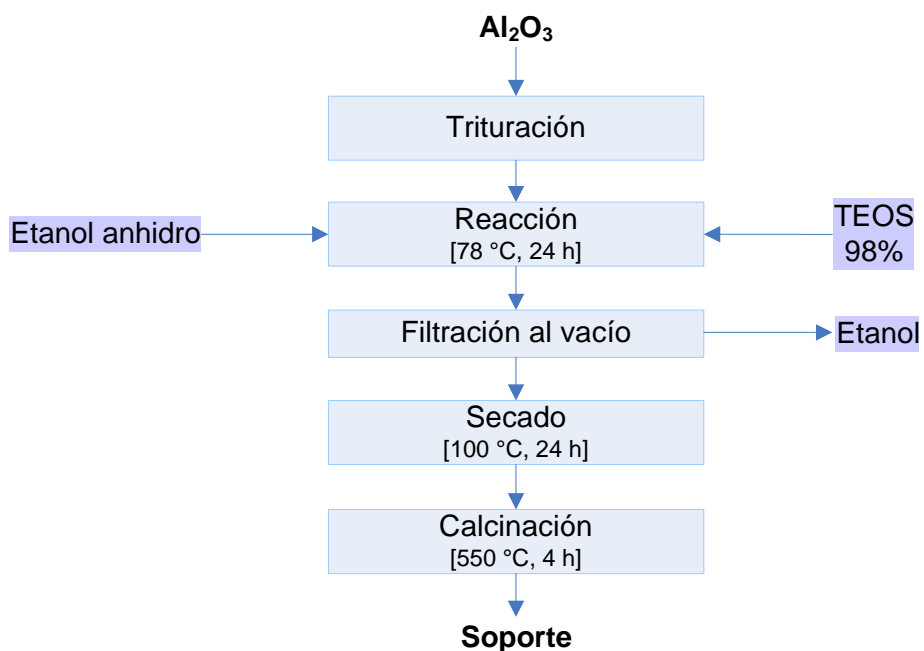 Al₂O₃
Trituración
Etanol anhidro
Reacción
[78 °C, 24 h]
TEOS
98%
Filtración al vacío
Etanol
Secado
[100 °C, 24 h]
Calcinación
[550 °C, 4 h]
Soporte